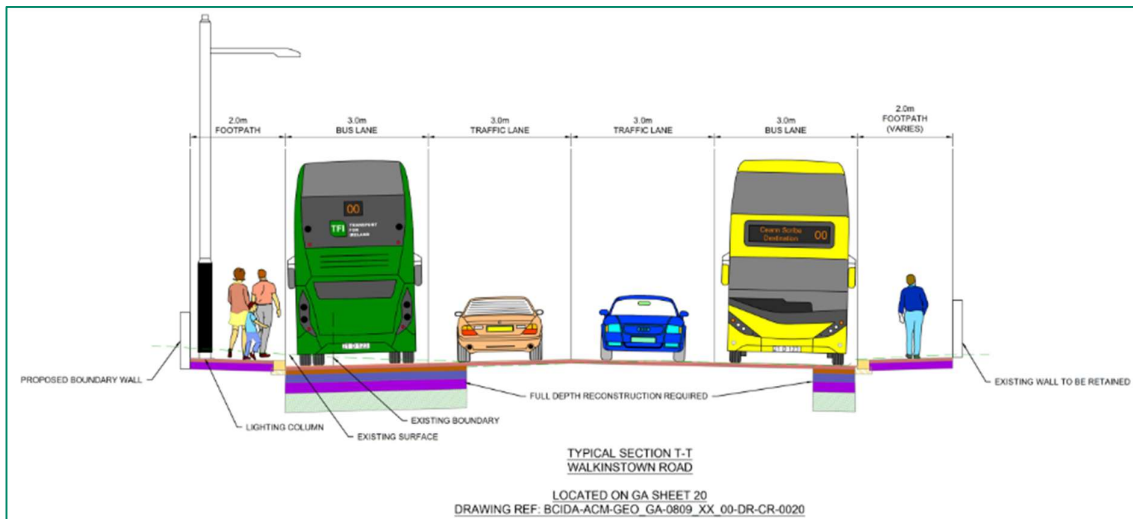 2.0m
FOOTPATH
3.0m
BUS LANE
3.0m
TRAFFIC LANE
3.0m
TRAFFIC LANE
3.0m
BUS LANE
2.0m
FOOTPATH
(VARIES)
00
TFI
TRANSPORT
FOR
IRELAND
Ceann Scríbe
Destination
00
PROPOSED BOUNDARY WALL
LIGHTING COLUMN
EXISTING SURFACE
EXISTING BOUNDARY
FULL DEPTH RECONSTRUCTION REQUIRED
EXISTING WALL TO BE RETAINED
TYPICAL SECTION T-T
WALKINSTOWN ROAD
LOCATED ON GA SHEET 20
DRAWING REF: BCIDA-ACM-GEO_GA-0809_XX_00-DR-CR-0020